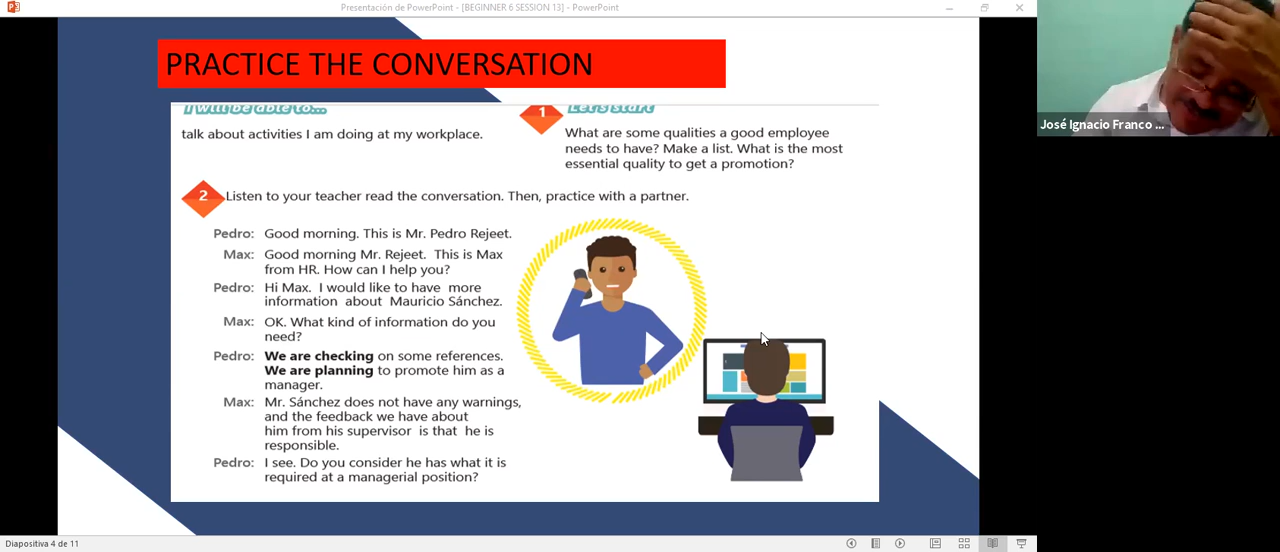 Presentación de PowerPoint - [BEGINNER 6 SESSION 13] - PowerPoint
PRACTICE THE CONVERSATION
I will be able to...
talk about activities I am doing at my workplace.
1 Let's start
What are some qualities a good employee
needs to have? Make a list. What is the most
essential quality to get a promotion?
2 Listen to your teacher read the conversation. Then, practice with a partner.
Pedro: Good morning. This is Mr. Pedro Rejeet.
Max: Good morning Mr. Rejeet. This is Max
from HR. How can I help you?
Pedro: Hi Max. I would like to have more
information about Mauricio Sánchez.
Max: OK. What kind of information do you
need?
Pedro: We are checking on some references.
We are planning to promote him as a
manager.
Max: Mr. Sánchez does not have any warnings,
and the feedback we have about
him from his supervisor is that he is
responsible.
Pedro: I see. Do you consider he has what it is
required at a managerial position?
José Ignacio Franco ...
Diapositiva 4 de 11